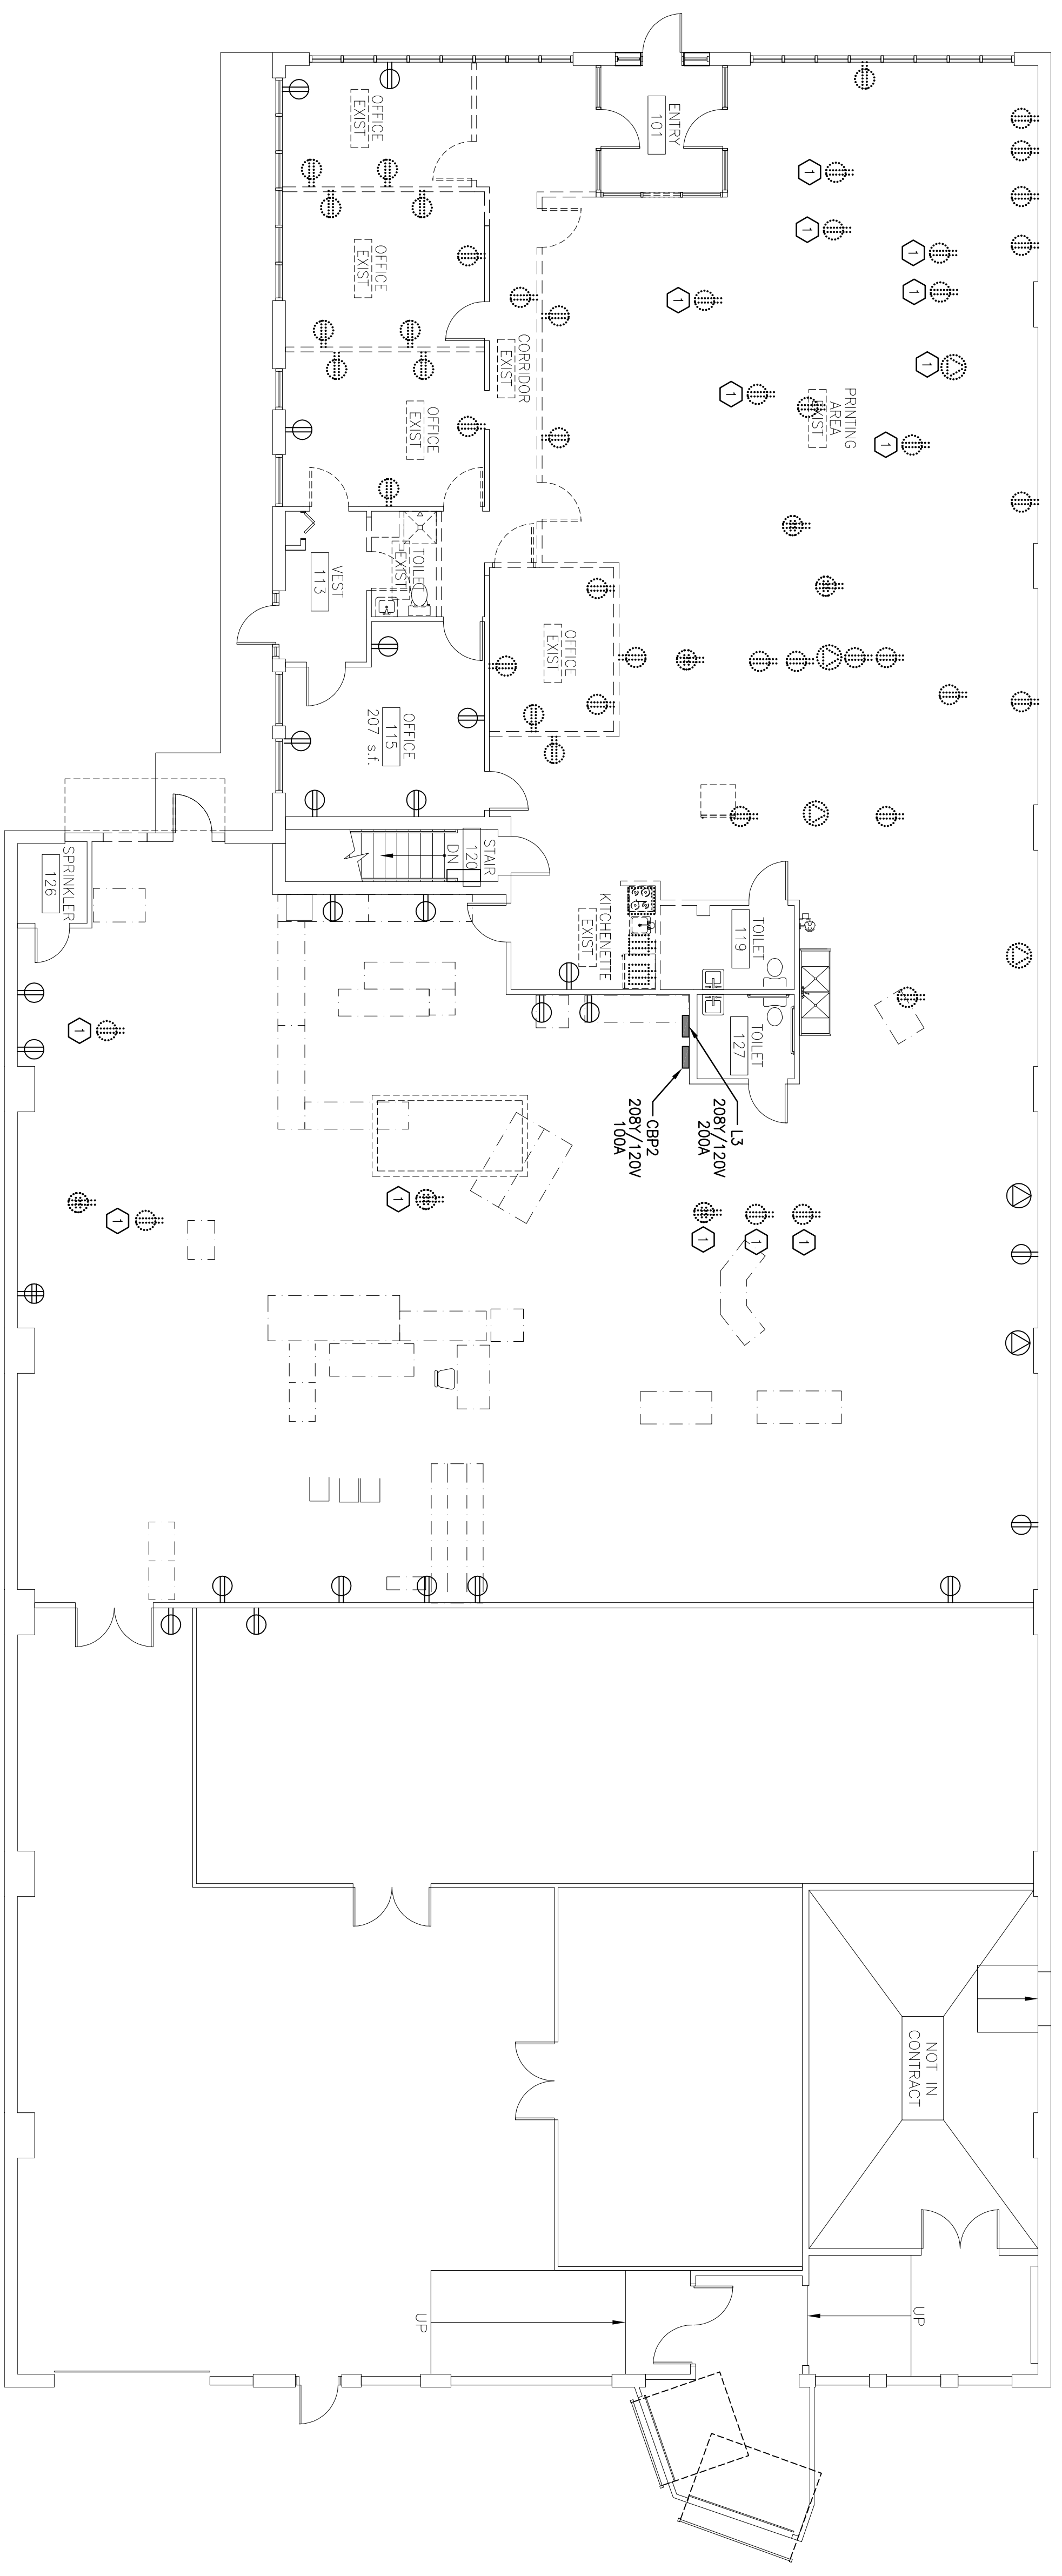 OFFICE
EXIST
ENTRY
101
1
1
1
1
1
OFFICE
EXIST
CORRIDOR
EXIST
1
1
1
PRINTING
AREA
EXIST
OFFICE
EXIST
VEST
113
TOILET
EXIST
OFFICE
EXIST
OFFICE
115
207 s.f.
STAIR
120
DN
SPRINKLER
126
KITCHENETTE
EXIST
TOILET
119
TOILET
127
L3
208Y/120V
200A
CBP2
208Y/120V
100A
1
1
1
1
1
1
NOT IN
CONTRACT
UP
UP